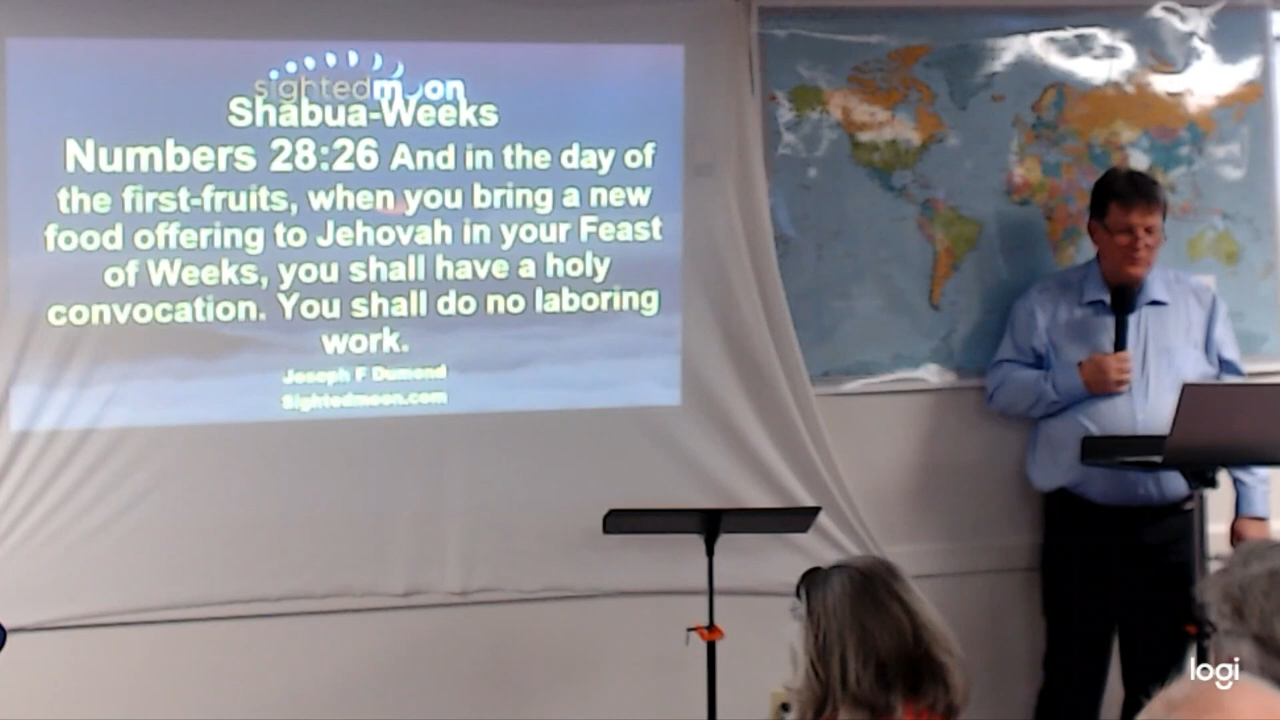 sightedmoon
Shabua-Weeks
Numbers 28:26 And in the day of
the first-fruits, when you bring a new
food offering to Jehovah in your Feast
of Weeks, you shall have a holy
convocation. You shall do no laboring
work.
Joseph F Dumond
Sightedmoon.com
logi